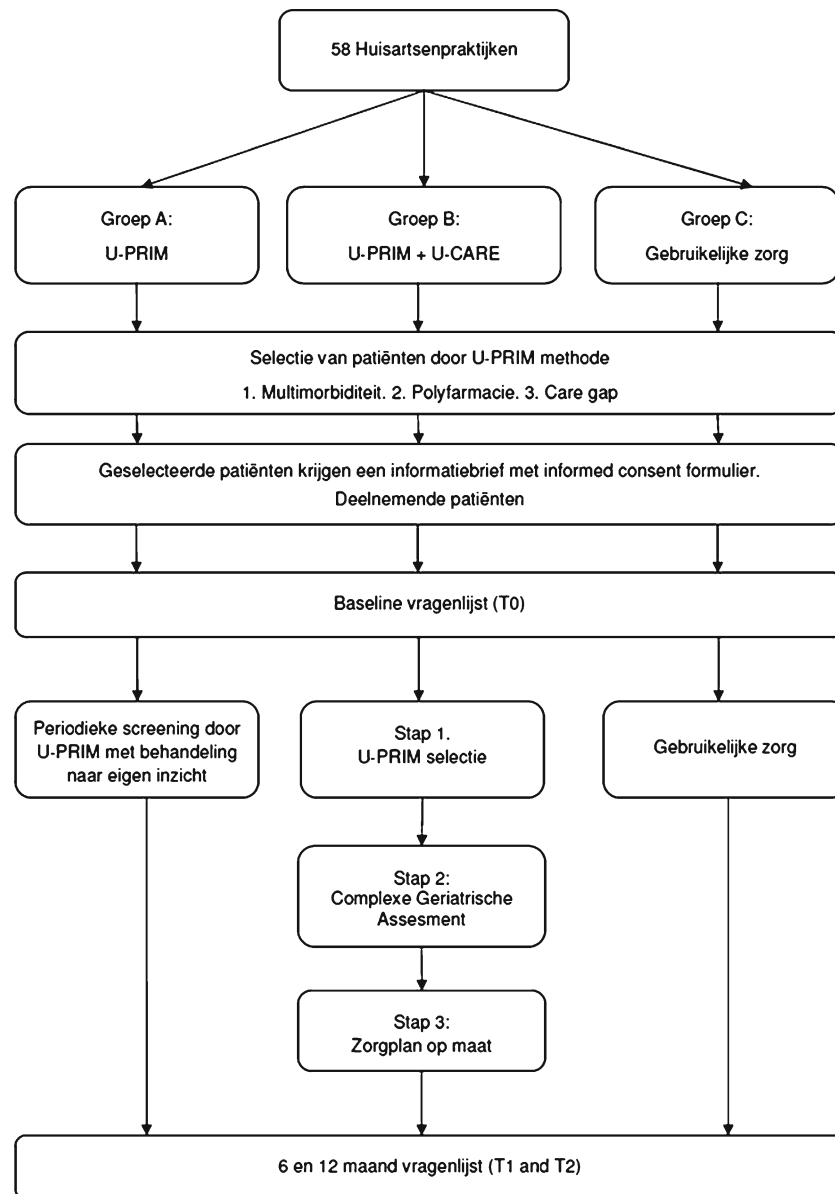 58 Huisartsenpraktijken
Groep A:
U-PRIM
Groep B:
U-PRIM + U-CARE
Groep C:
Gebruikelijke zorg
Selectie van patiënten door U-PRIM methode
1. Multimorbiditeit. 2. Polyfarmacie. 3. Care gap
Geselecteerde patiënten krijgen een informatiebrief met informed consent formulier.
Deelnemende patiënten
Baseline vragenlijst (T0)
Periodieke screening door
U-PRIM met behandeling
naar eigen inzicht
Stap 1.
U-PRIM selectie
Gebruikelijke zorg
Stap 2:
Complexe Geriatrische
Assesment
Stap 3:
Zorgplan op maat
6 en 12 maand vragenlijst (T1 and T2)